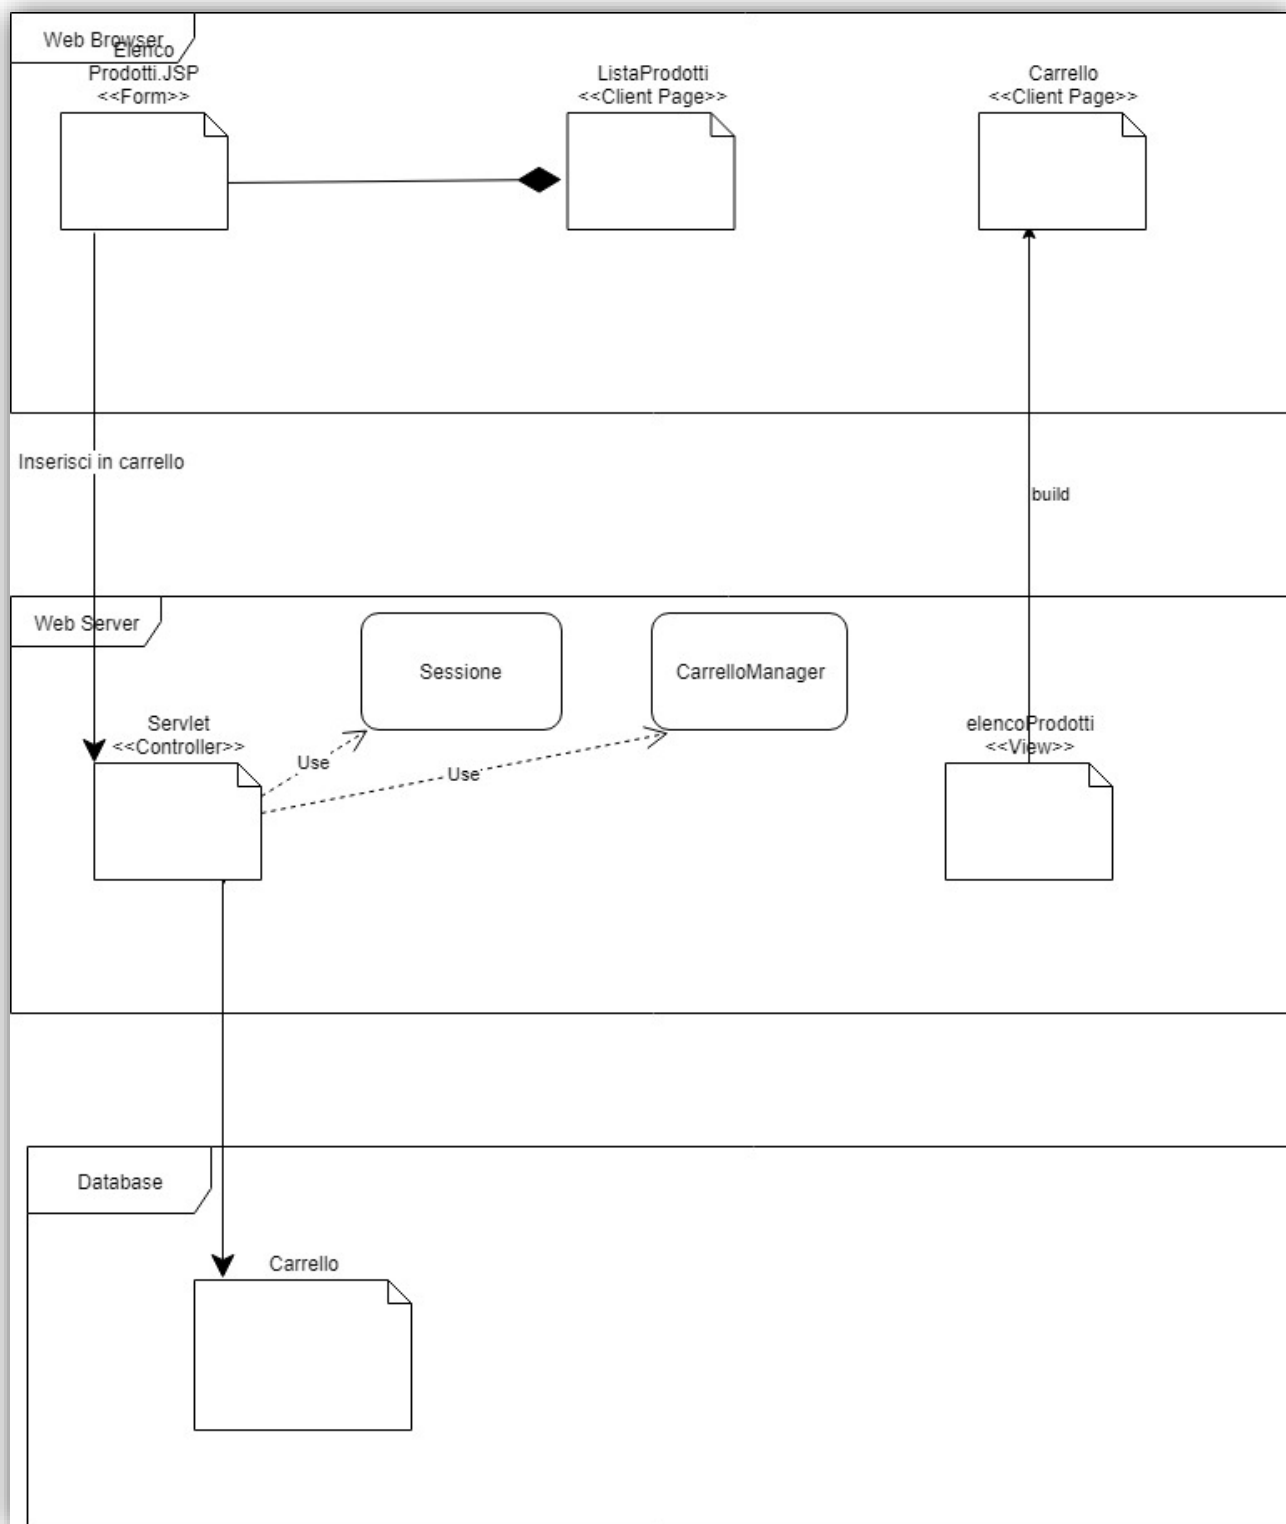 Web Browser
Elenco
Prodotti.JSP
<<Form>>
ListaProdotti
<<Client Page>>
Carrello
<<Client Page>>
Inserisci in carrello
build
Web Server
Sessione
CarrelloManager
Servlet
<<Controller>>
elencoProdotti
<<View>>
Use
Use
Database
Carrello